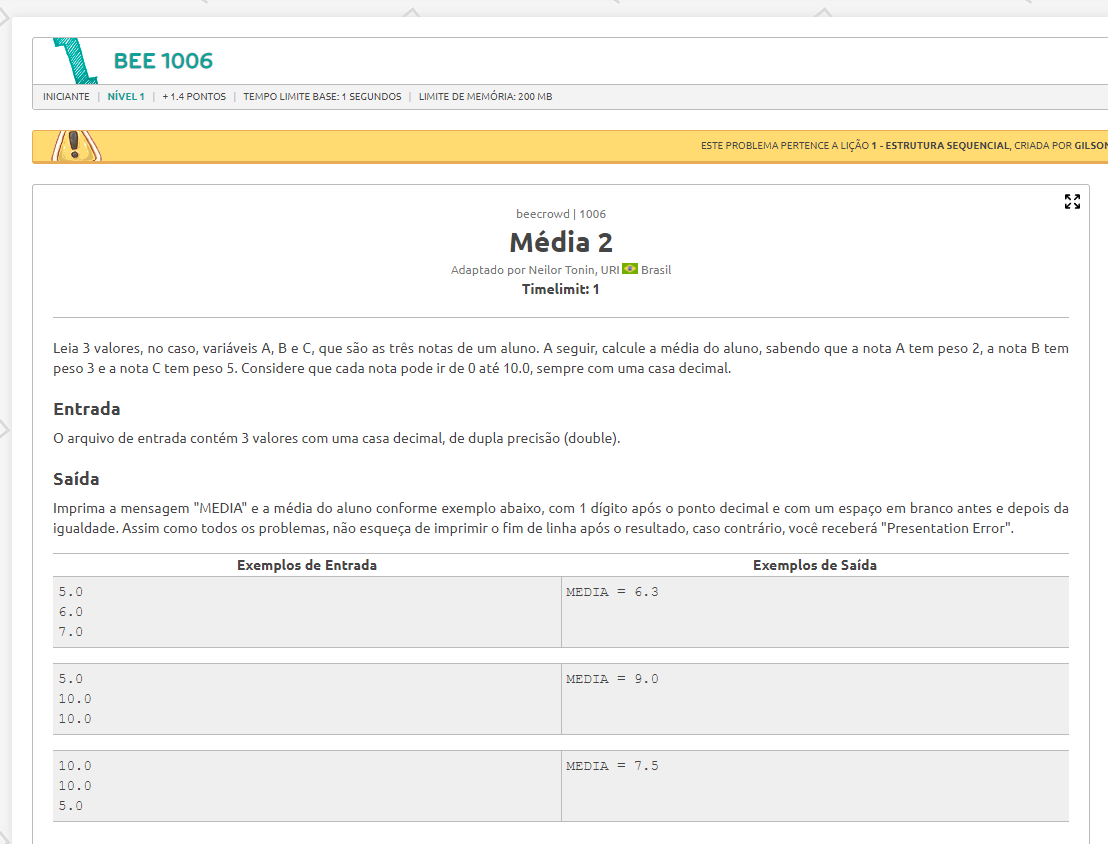 BEE 1006
INICIANTE | NÍVEL 1 | + 1.4 PONTOS | TEMPO LIMITE BASE: 1 SEGUNDOS | LIMITE DE MEMÓRIA: 200 MB
ESTE PROBLEMA PERTENCE A LIÇÃO 1 - ESTRUTURA SEQUENCIAL, CRIADA POR GILSON
beecrowd | 1006
Média 2
Adaptado por Neilor Tonin, URI Brasil
Timelimit: 1
Leia 3 valores, no caso, variáveis A, B e C, que são as três notas de um aluno. A seguir, calcule a média do aluno, sabendo que a nota A tem peso 2, a nota B tem
peso 3 e a nota C tem peso 5. Considere que cada nota pode ir de 0 até 10.0, sempre com uma casa decimal.
Entrada
O arquivo de entrada contém 3 valores com uma casa decimal, de dupla precisão (double).
Saída
Imprima a mensagem "MEDIA" e a média do aluno conforme exemplo abaixo, com 1 dígito após o ponto decimal e com um espaço em branco antes e depois da
igualdade. Assim como todos os problemas, não esqueça de imprimir o fim de linha após o resultado, caso contrário, você receberá "Presentation Error".
Exemplos de Entrada Exemplos de Saída
5.0 MEDIA = 6.3
6.0
7.0
5.0 MEDIA = 9.0
10.0
10.0
10.0 MEDIA = 7.5
10.0
5.0